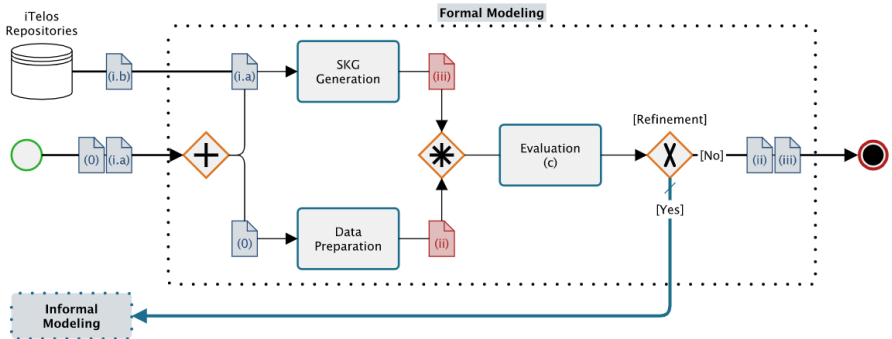 Formal Modeling
iTelos
Repositories
(i.b)
(i.a)
SKG
Generation
(iii)
(0)
(i.a)
Evaluation
(c)
[Refinement]
[No]
(ii)
(iii)
[Yes]
(0)
Data
Preparation
(ii)
Informal
Modeling